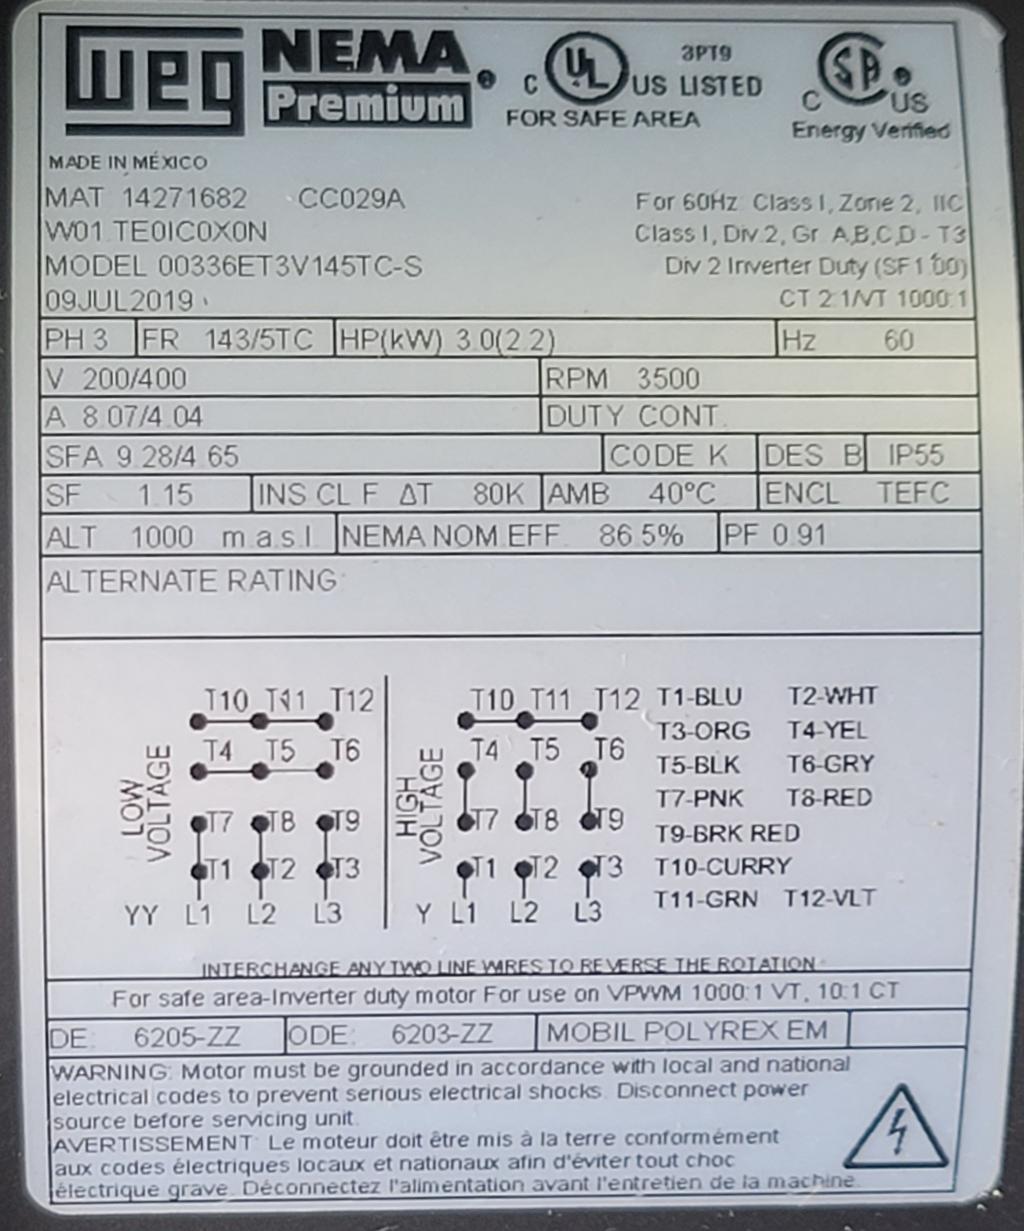 WEG NEMA Premium ®
C UL US LISTED 3PT9
FOR SAFE AREA
C SA ® US
Energy Verified
MADE IN MÉXICO
MAT 14271682 CC029A
W01.TE0IC0X0N
MODEL 00336ET3V145TC-S
09JUL2019
For 60Hz Class I, Zone 2, IIC
Class I, Div.2, Gr. A,B,C,D - T3
Div 2 Inverter Duty (SF1.00)
CT 2:1/VT 1000:1
PH 3 FR 143/5TC HP(kW) 3.0(2.2) Hz 60
V 200/400 RPM 3500
A 8.07/4.04 DUTY CONT.
SFA 9.28/4.65 CODE K DES B IP55
SF 1.15 INS CL F ΔT 80K AMB 40°C ENCL TEFC
ALT 1000 m.a.s.l. NEMA NOM.EFF. 86.5% PF 0.91
ALTERNATE RATING:
LOW VOLTAGE
T10 T11 T12
T4 T5 T6
T7 T8 T9
T1 T2 T3
YY L1 L2 L3
HIGH VOLTAGE
T10 T11 T12
T4 T5 T6
T7 T8 T9
T1 T2 T3
Y L1 L2 L3
T1-BLU T2-WHT
T3-ORG T4-YEL
T5-BLK T6-GRY
T7-PNK T8-RED
T9-BRK RED
T10-CURRY
T11-GRN T12-VLT
INTERCHANGE ANY TWO LINE WIRES TO REVERSE THE ROTATION
For safe area-Inverter duty motor For use on VPWM 1000:1 VT, 10:1 CT
DE: 6205-ZZ ODE: 6203-ZZ MOBIL POLYREX EM
WARNING: Motor must be grounded in accordance with local and national
electrical codes to prevent serious electrical shocks. Disconnect power
source before servicing unit.
AVERTISSEMENT: Le moteur doit être mis à la terre conformément
aux codes électriques locaux et nationaux afin d'éviter tout choc
électrique grave. Déconnectez l'alimentation avant l'entretien de la machine.